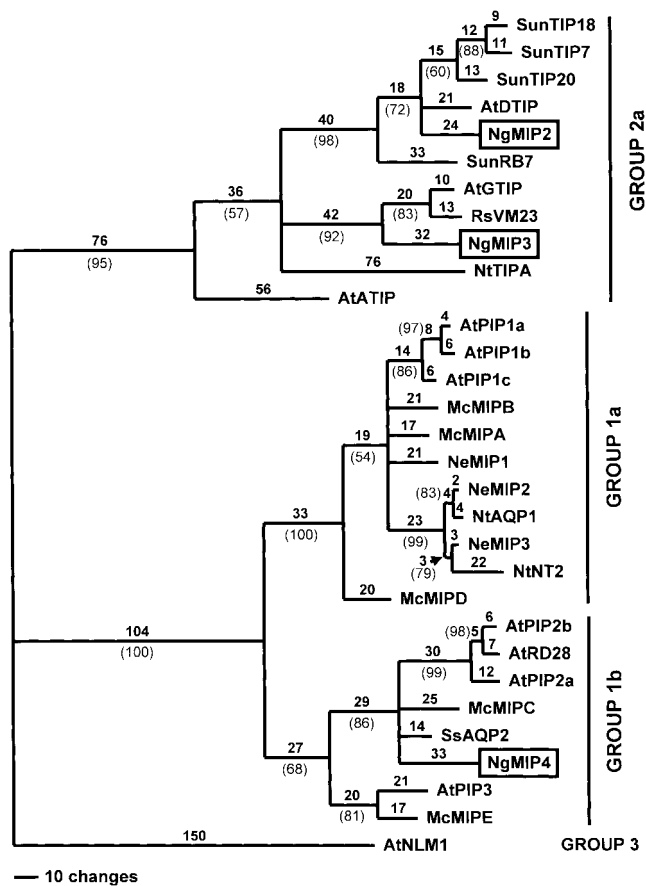 9
SunTIP18
12
(88)
11
SunTIP7
15
(60)
13
SunTIP20
18
(72)
21
AtDTIP
24
NgMIP2
40
(98)
33
SunRB7
GROUP 2a
36
(57)
10
AtGTIP
20
(83)
13
RsVM23
42
(92)
32
NgMIP3
76
(95)
76
NtTIPA
56
AtATIP
4
AtPIP1a
(97) 8
6
AtPIP1b
14
(86)
6
AtPIP1c
21
McMIPB
17
McMIPA
19
(54)
21
NeMIP1
GROUP 1a
2
NeMIP2
(83) 4
4
NtAQP1
23
(99)
3
NeMIP3
3
(79)
22
NtNT2
33
(100)
20
McMIPD
104
(100)
6
AtPIP2b
(98) 5
7
AtRD28
30
(99)
12
AtPIP2a
29
(86)
25
McMIPC
14
SsAQP2
33
NgMIP4
GROUP 1b
27
(68)
21
AtPIP3
20
(81)
17
McMIPE
150
AtNLM1
GROUP 3
10 changes